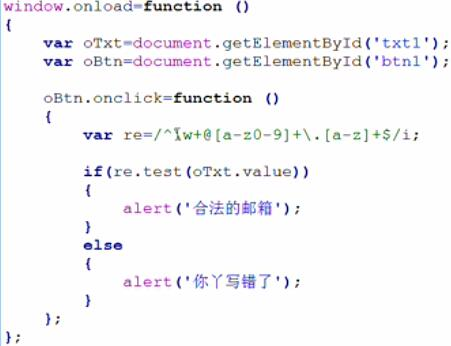 window.onload=function ()
{
    var oTxt=document.getElementById('txt1');
    var oBtn=document.getElementById('btn1');

    oBtn.onclick=function ()
    {
        var re=/^\w+@[a-z0-9]+\.[a-z]+$/i;

        if(re.test(oTxt.value))
        {
            alert('合法的邮箱');
        }
        else
        {
            alert('你丫写错了');
        }
    };
};